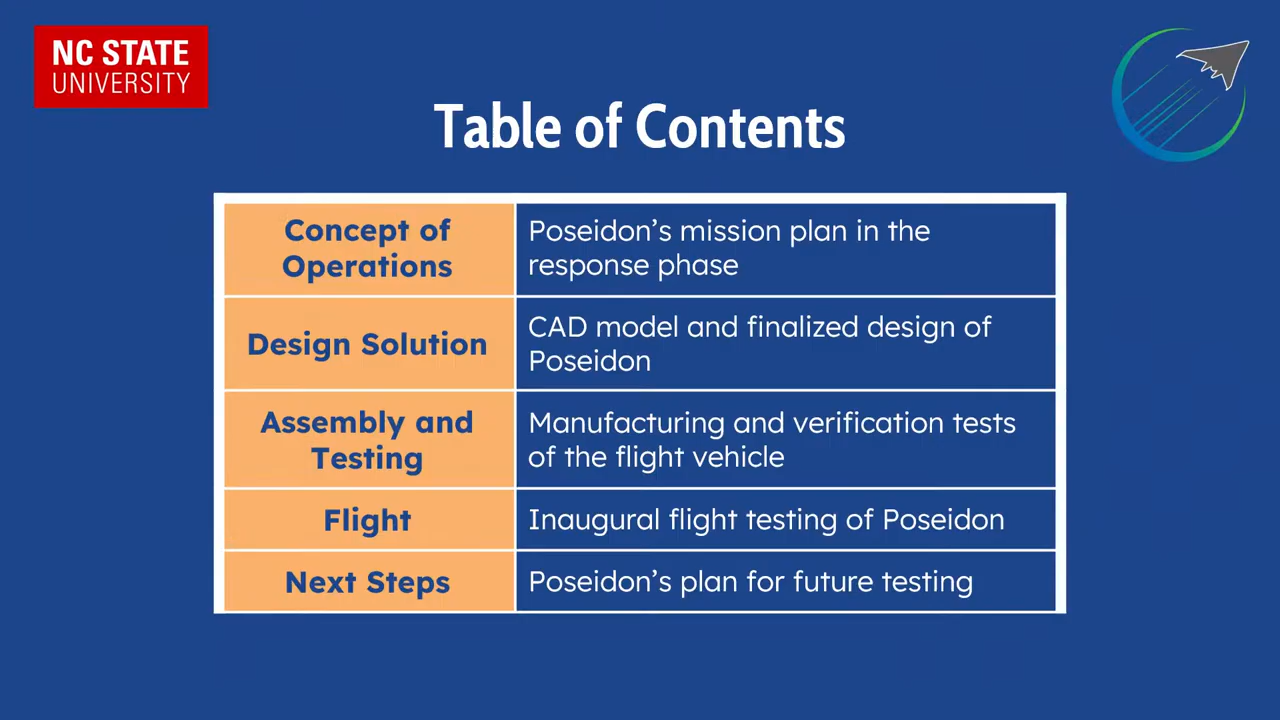 NC STATE
UNIVERSITY
Table of Contents
Concept of
Operations
Poseidon’s mission plan in the
response phase
Design Solution
CAD model and finalized design of
Poseidon
Assembly and
Testing
Manufacturing and verification tests
of the flight vehicle
Flight
Inaugural flight testing of Poseidon
Next Steps
Poseidon’s plan for future testing